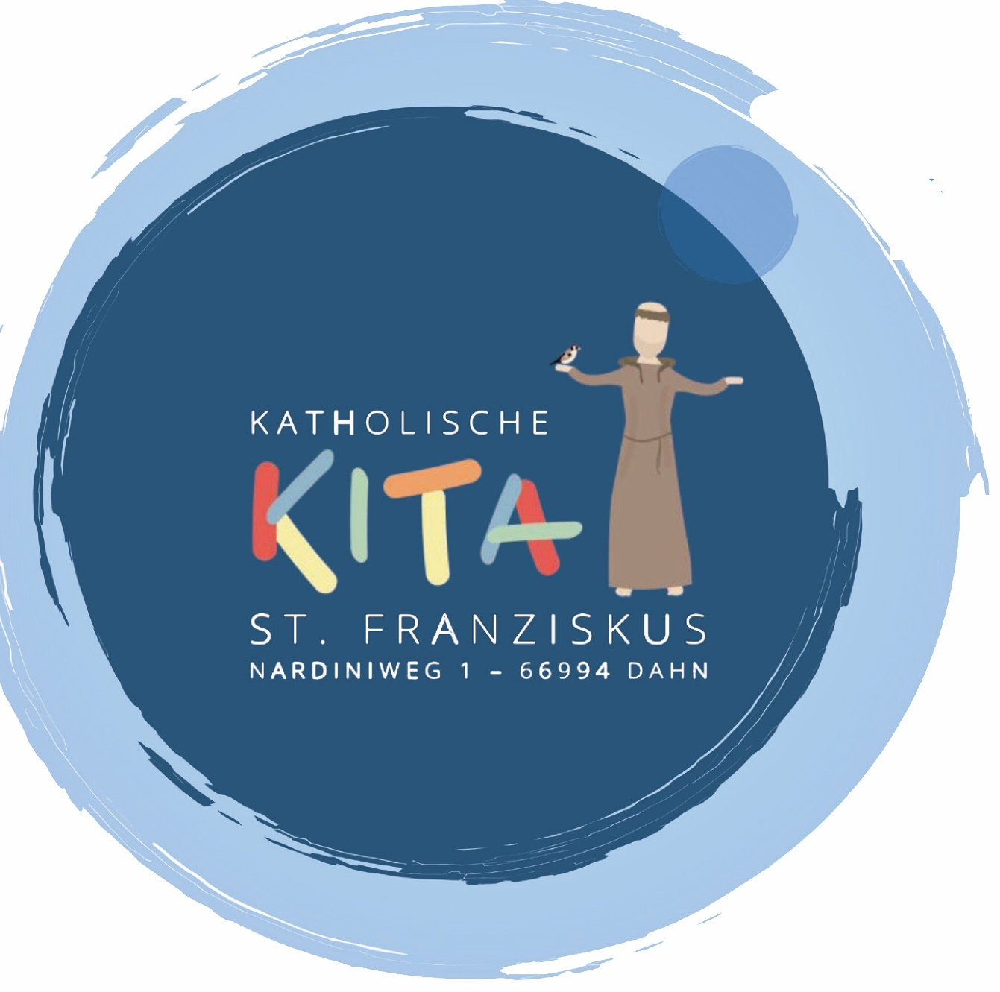 KATHOLISCHE
KITA
ST. FRANZISKUS
NARDINIWEG 1 – 66994 DAHN